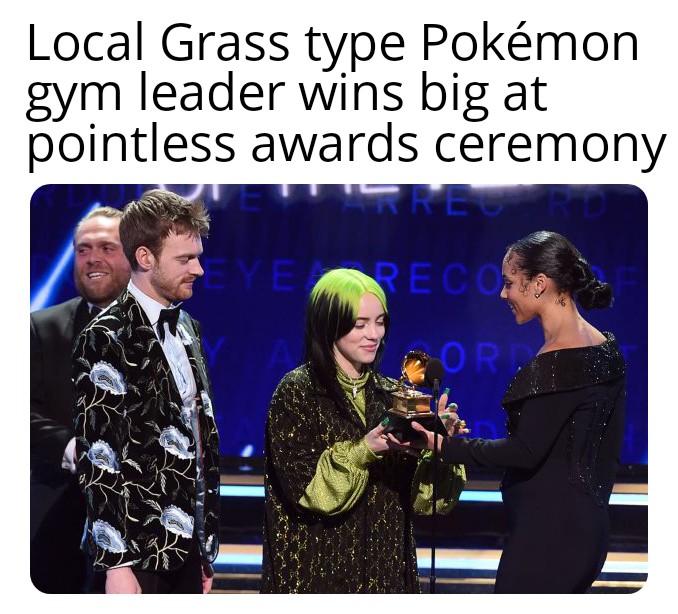 Local Grass type Pokémon
gym leader wins big at
pointless awards ceremony